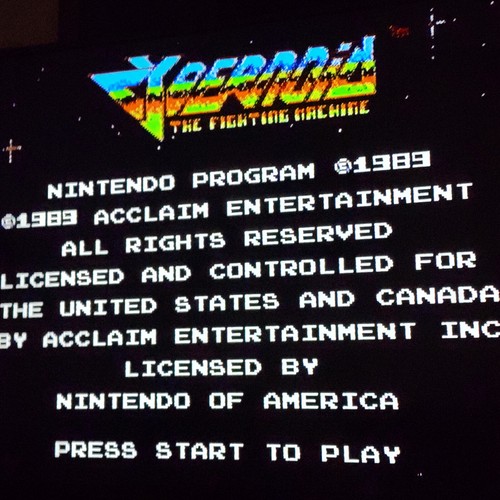 XPEROID
THE FIGHTING MACHINE
NINTENDO PROGRAM ©1989
©1989 ACCLAIM ENTERTAINMENT
ALL RIGHTS RESERVED
LICENSED AND CONTROLLED FOR
THE UNITED STATES AND CANADA
BY ACCLAIM ENTERTAINMENT INC
LICENSED BY
NINTENDO OF AMERICA
PRESS START TO PLAY